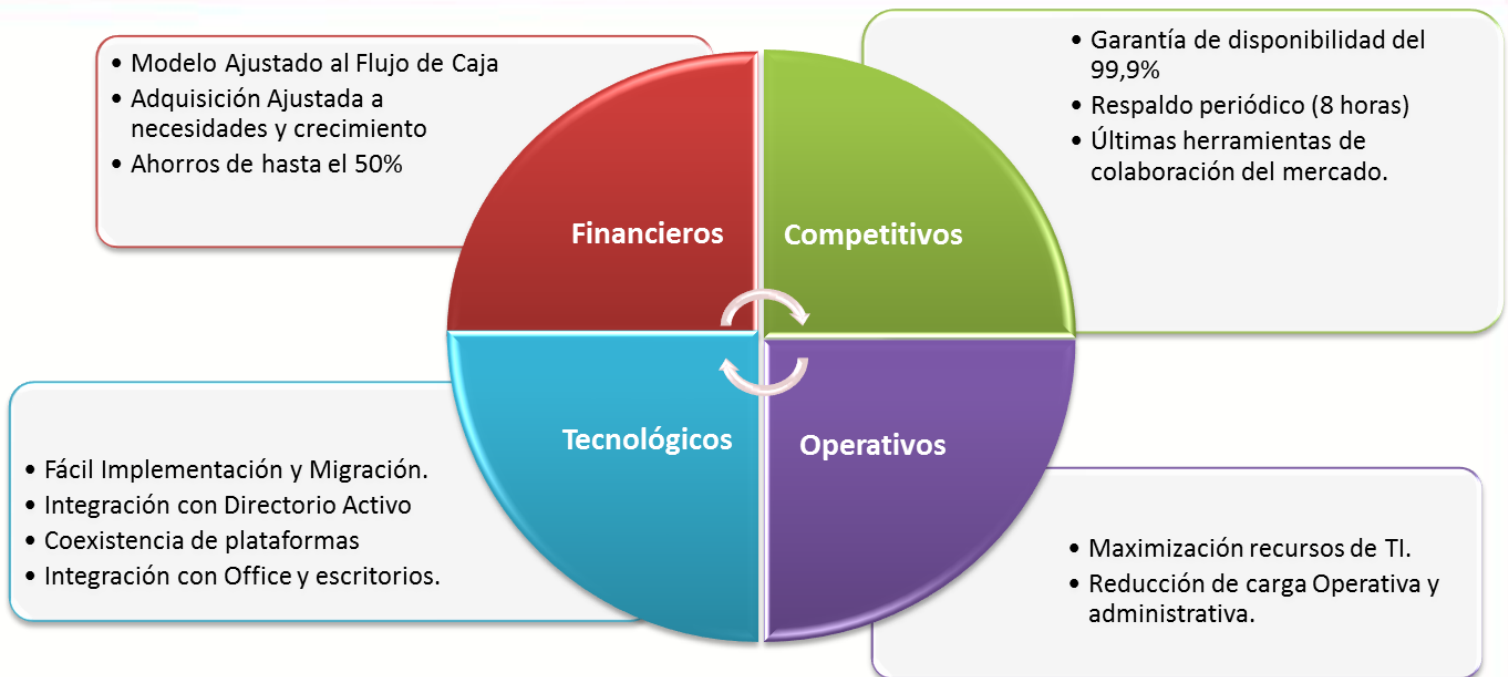 • Modelo Ajustado al Flujo de Caja
• Adquisición Ajustada a
necesidades y crecimiento
• Ahorros de hasta el 50%
• Garantía de disponibilidad del
99,9%
• Respaldo periódico (8 horas)
• Últimas herramientas de
colaboración del mercado.
Financieros
Competitivos
Tecnológicos
Operativos
• Fácil Implementación y Migración.
• Integración con Directorio Activo
• Coexistencia de plataformas
• Integración con Office y escritorios.
• Maximización recursos de TI.
• Reducción de carga Operativa y
administrativa.